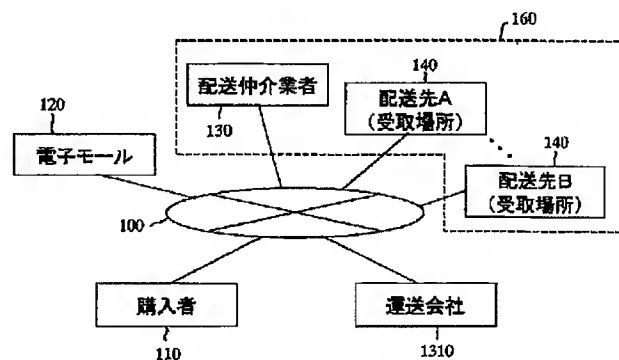 160
140
配送仲介業者
配送先A
(受取場所)
120
130
140
電子モール
配送先B
(受取場所)
100
購入者
運送会社
110
1310